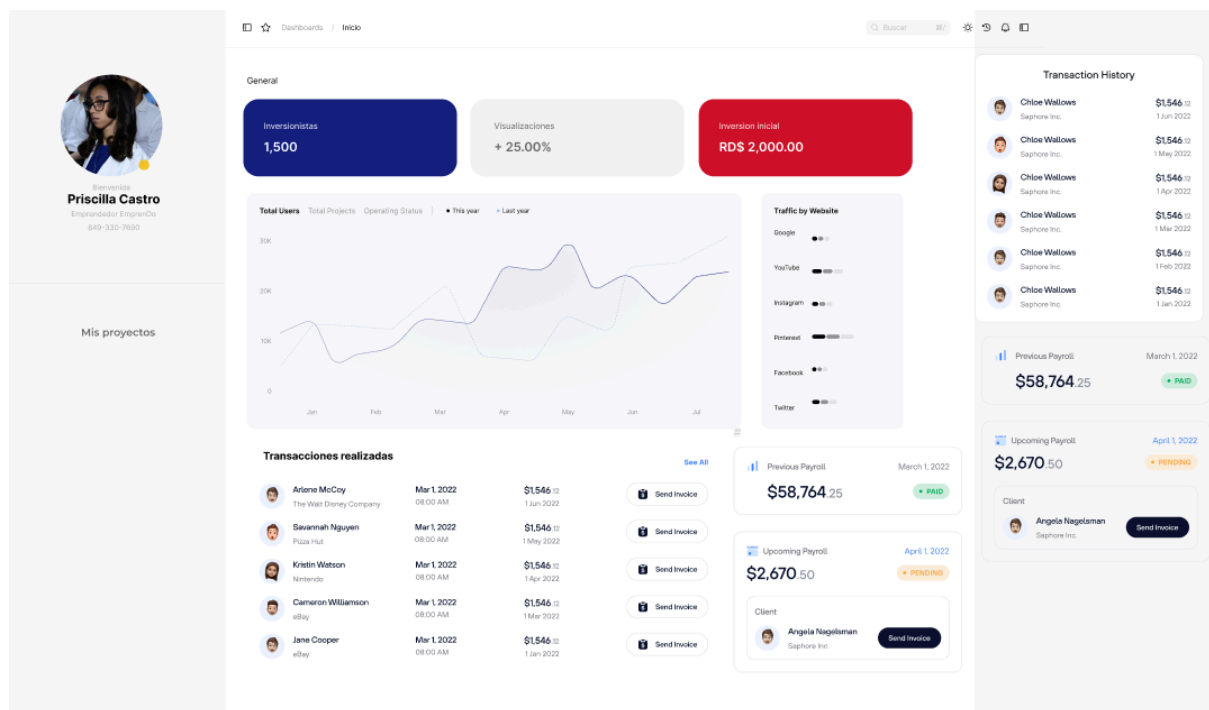 Dashboards / Inicio
Buscar ⌘/
Bienvenida
Priscilla Castro
Emprendedor EmprenDo
849-330-7690
Mis proyectos
General
Inversionistas
1,500
Visualizaciones
+ 25.00%
Inversion inicial
RD$ 2,000.00
Total Users Total Projects Operating Status This year Last year
30K
20K
10K
0
Jan Feb Mar Apr May Jun Jul
Traffic by Website
Google
YouTube
Instagram
Pinterest
Facebook
Twitter
Transacciones realizadas
See All
Arlene McCoy Mar 1, 2022 $1,546.12 Send Invoice
The Walt Disney Company 08:00 AM 1 Jun 2022
Savannah Nguyen Mar 1, 2022 $1,546.12 Send Invoice
Pizza Hut 08:00 AM 1 May 2022
Kristin Watson Mar 1, 2022 $1,546.12 Send Invoice
Nintendo 08:00 AM 1 Apr 2022
Cameron Williamson Mar 1, 2022 $1,546.12 Send Invoice
eBay 08:00 AM 1 Mar 2022
Jane Cooper Mar 1, 2022 $1,546.12 Send Invoice
eBay 08:00 AM 1 Jan 2022
Previous Payroll March 1, 2022
$58,764.25 PAID
Upcoming Payroll April 1, 2022
$2,670.50 PENDING
Client
Angela Nagelsman
Saphore Inc.
Send Invoice
Transaction History
Chloe Wallows $1,546.12
Saphore Inc. 1 Jun 2022
Chloe Wallows $1,546.12
Saphore Inc. 1 May 2022
Chloe Wallows $1,546.12
Saphore Inc. 1 Apr 2022
Chloe Wallows $1,546.12
Saphore Inc. 1 Mar 2022
Chloe Wallows $1,546.12
Saphore Inc. 1 Feb 2022
Chloe Wallows $1,546.12
Saphore Inc. 1 Jan 2022
Previous Payroll March 1, 2022
$58,764.25 PAID
Upcoming Payroll April 1, 2022
$2,670.50 PENDING
Client
Angela Nagelsman
Saphore Inc.
Send Invoice